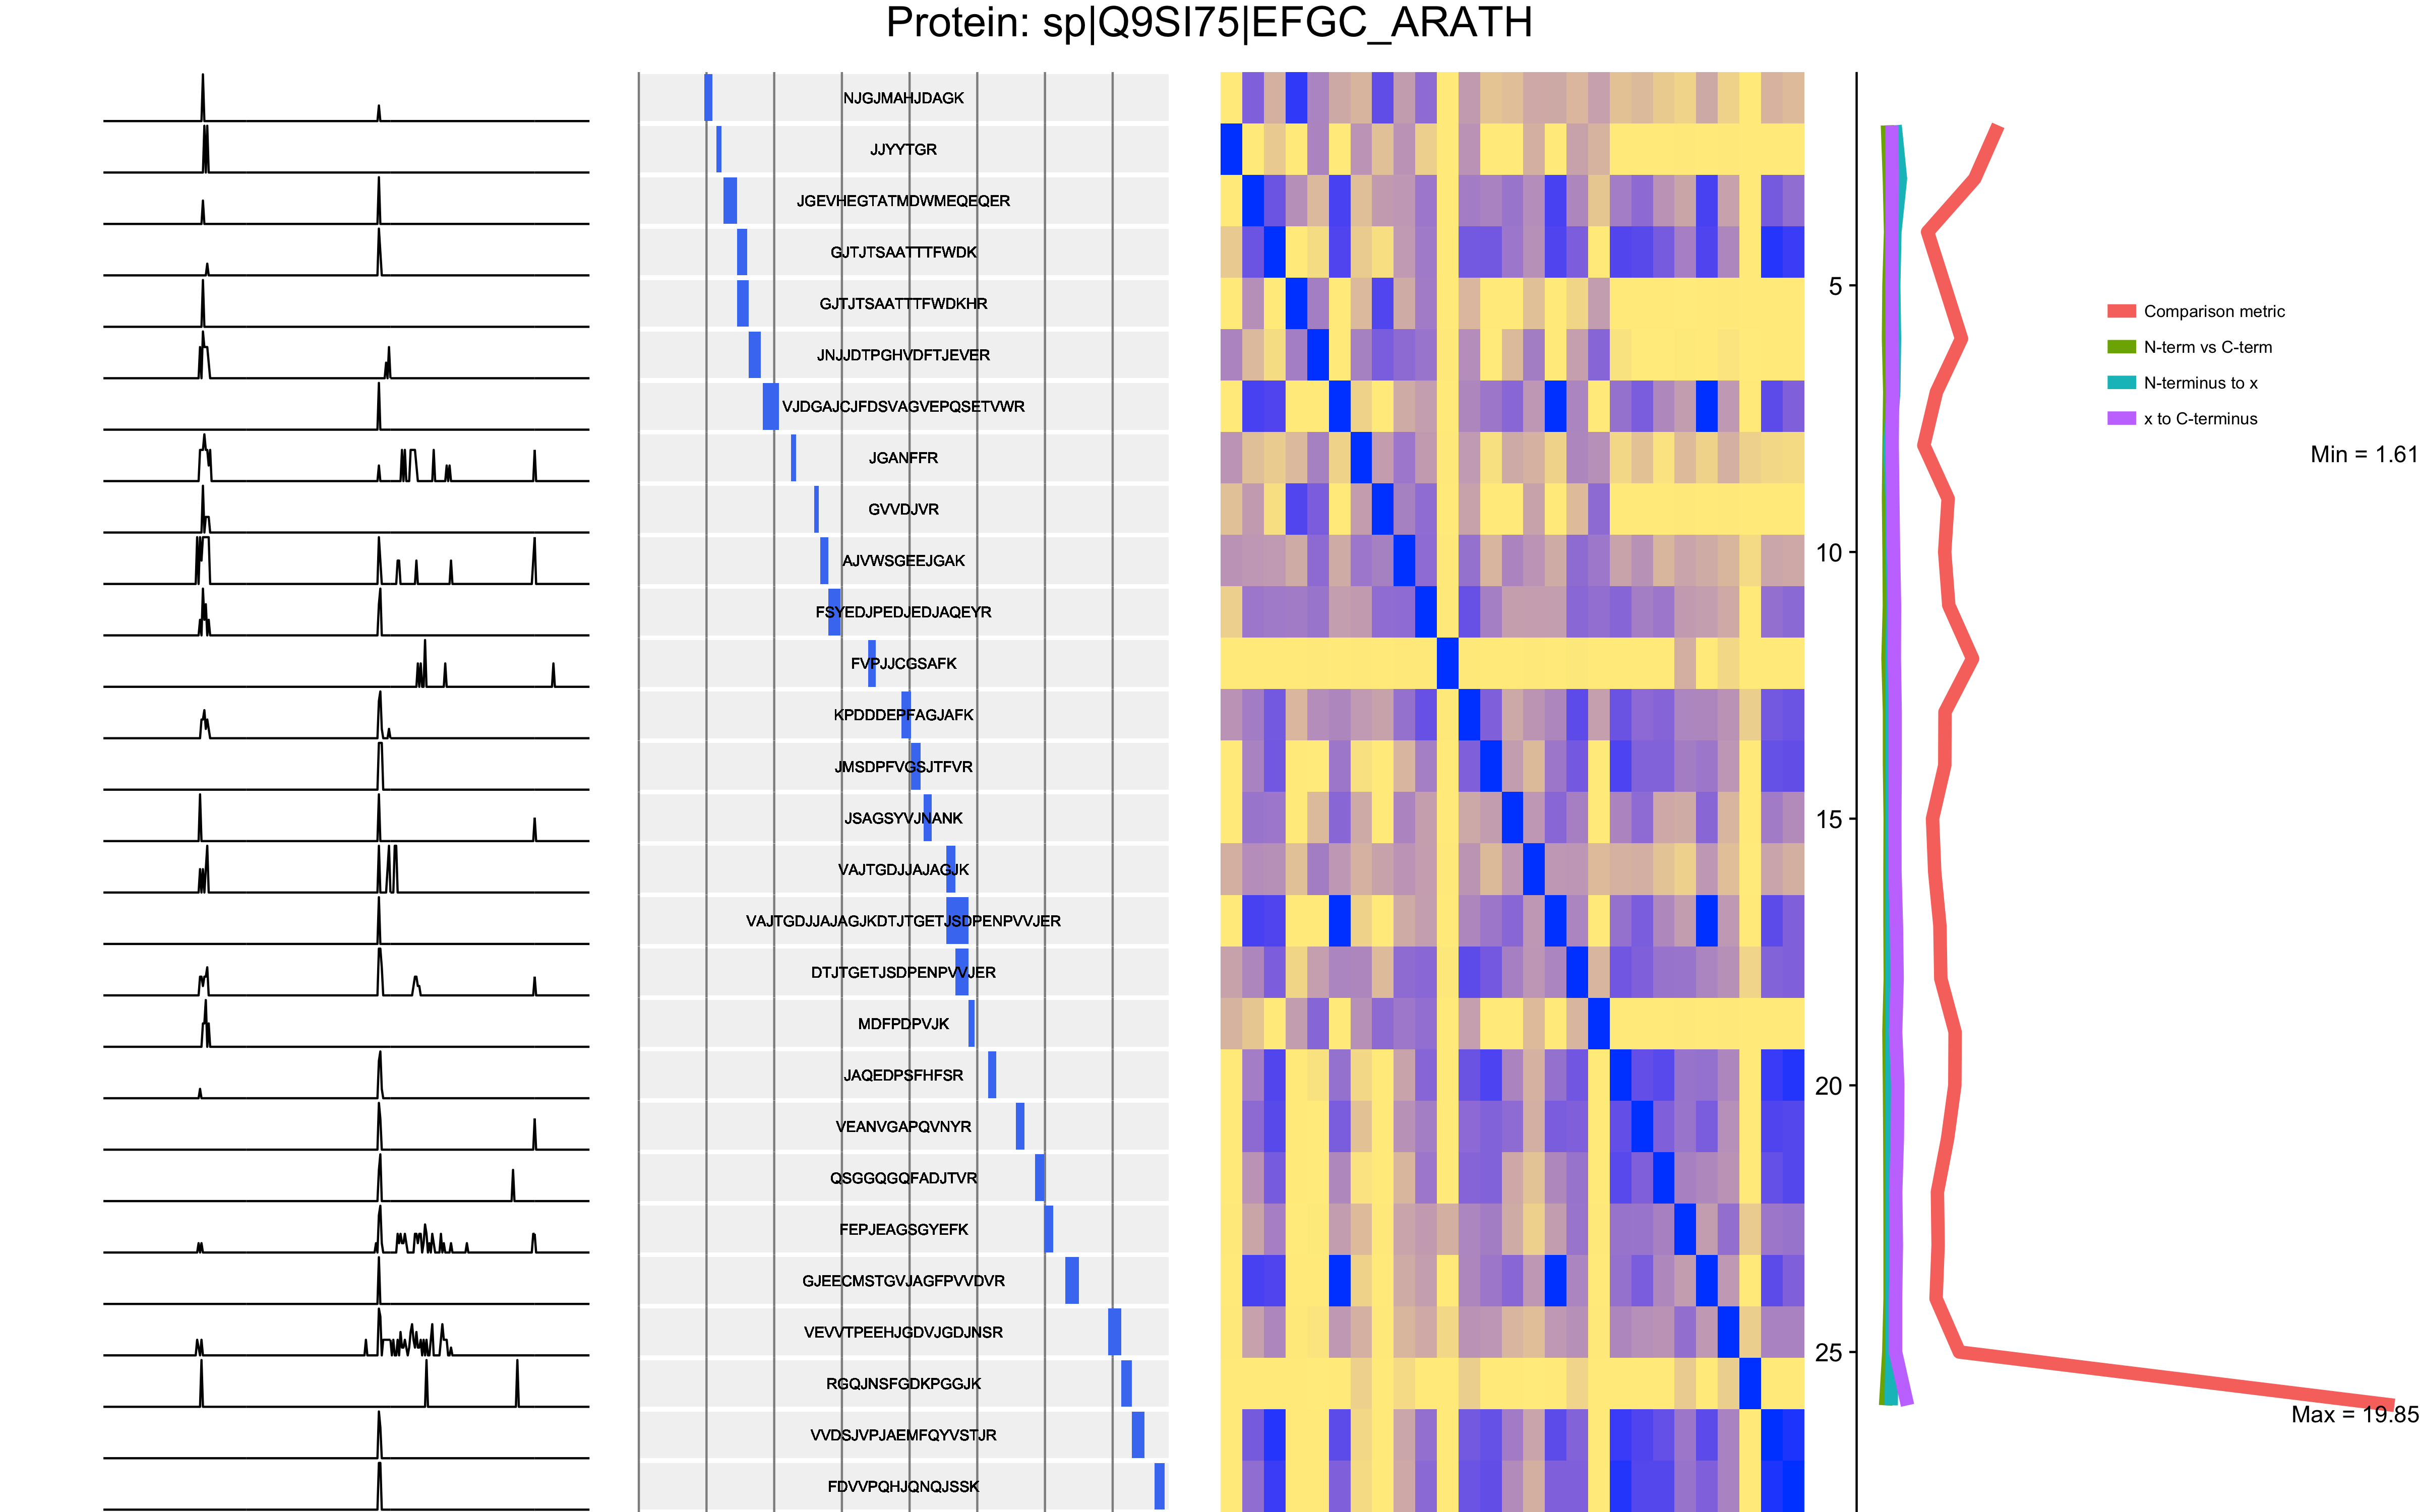 Protein: sp|Q9SI75|EFGC_ARATH
NJGJMAHJDAGK
JJYYTGR
JGEVHEGTATMDWMEQEQER
GJTJTSAATTTFWDK
GJTJTSAATTTFWDKHR
JNJJDTPGHVDFTJEVER
VJDGAJCJFDSVAGVEPQSETVWR
JGANFFR
GVVDJVR
AJVWSGEEJGAK
FSYEDJPEDJEDJAQEYR
FVPJJCGSAFK
KPDDDEPFAGJAFK
JMSDPFVGSJTFVR
JSAGSYVJNANK
VAJTGDJJAJAGJK
VAJTGDJJAJAGJKDTJTGETJSDPENPVVJER
DTJTGETJSDPENPVVJER
MDFPDPVJK
JAQEDPSFHFSR
VEANVGAPQVNYR
QSGGQGQFADJTVR
FEPJEAGSGYEFK
GJEECMSTGVJAGFPVVDVR
VEVVTPEEHJGDVJGDJNSR
RGQJNSFGDKPGGJK
VVDSJVPJAEMFQYVSTJR
FDVVPQHJQNQJSSK
5
10
15
20
25
Comparison metric
N-term vs C-term
N-terminus to x
x to C-terminus
Min = 1.61
Max = 19.85